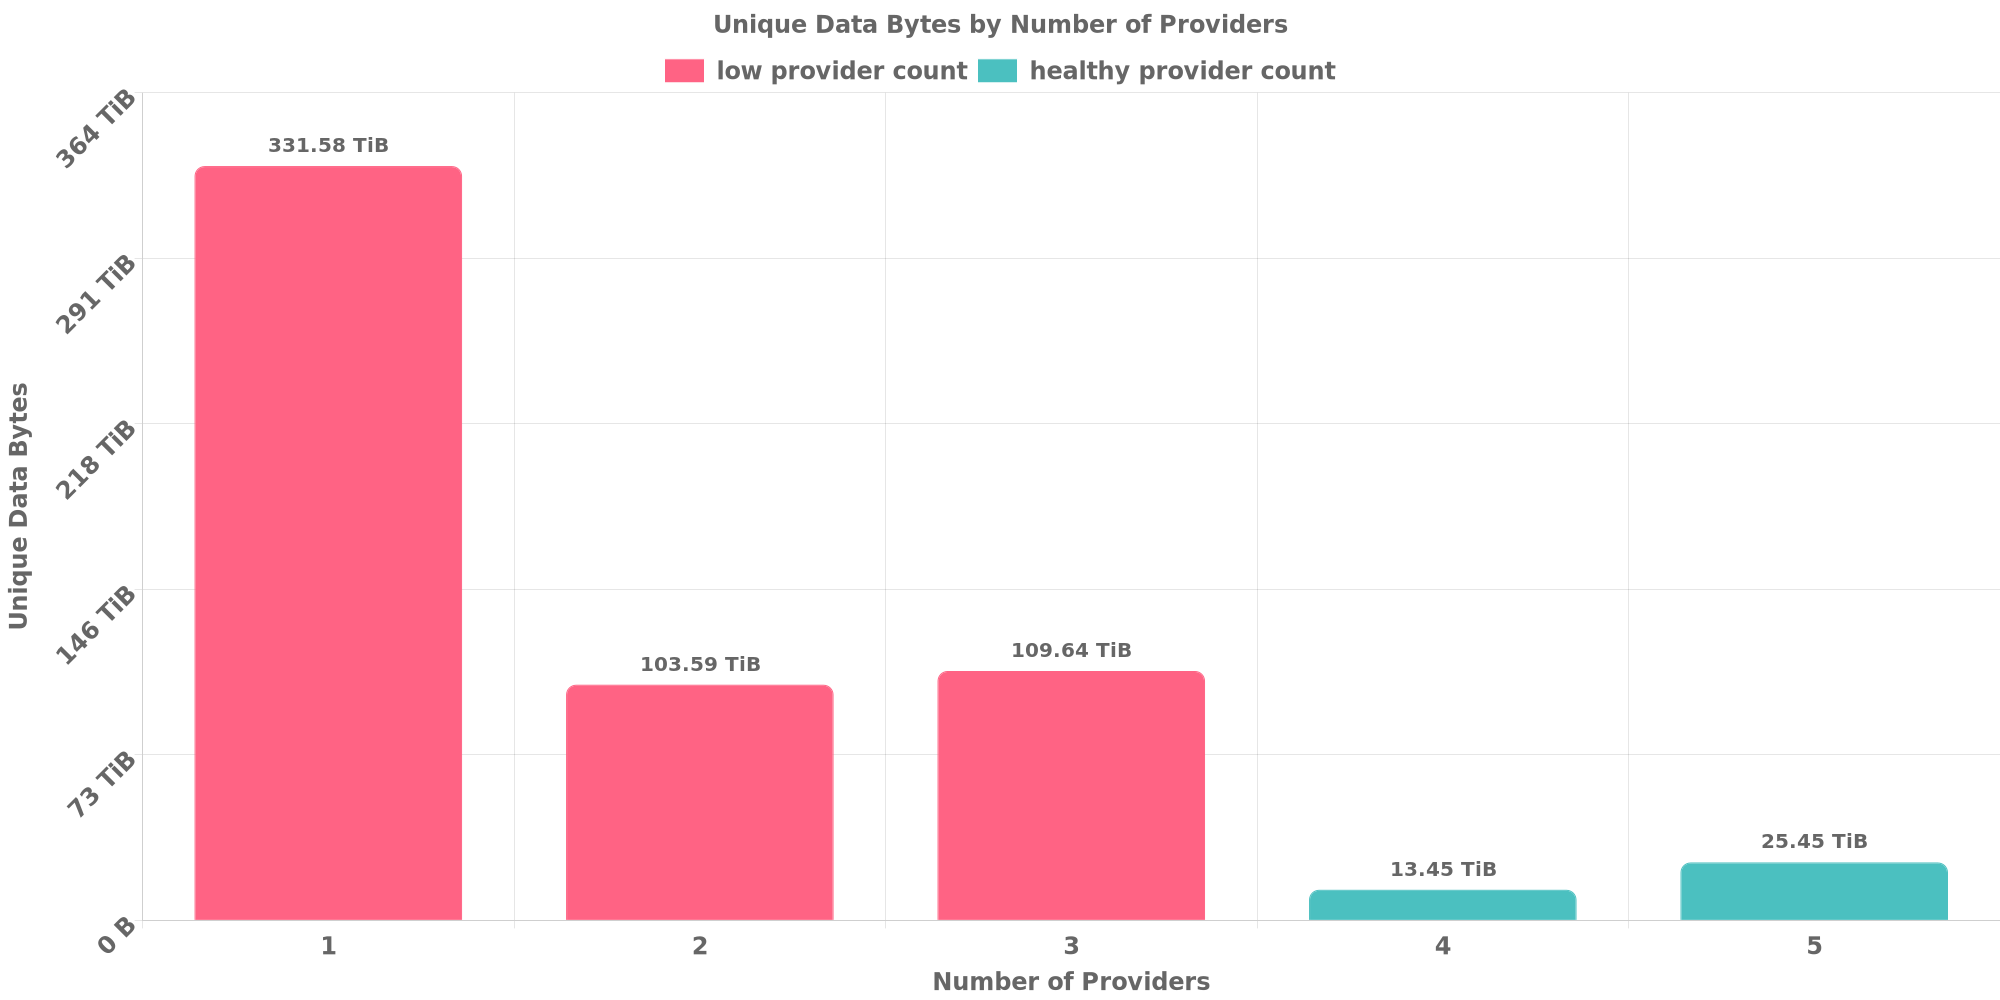 Unique Data Bytes by Number of Providers
low provider count healthy provider count
364 TiB
291 TiB
218 TiB
146 TiB
73 TiB
0 B
Unique Data Bytes
331.58 TiB
103.59 TiB
109.64 TiB
13.45 TiB
25.45 TiB
1 2 3 4 5
Number of Providers